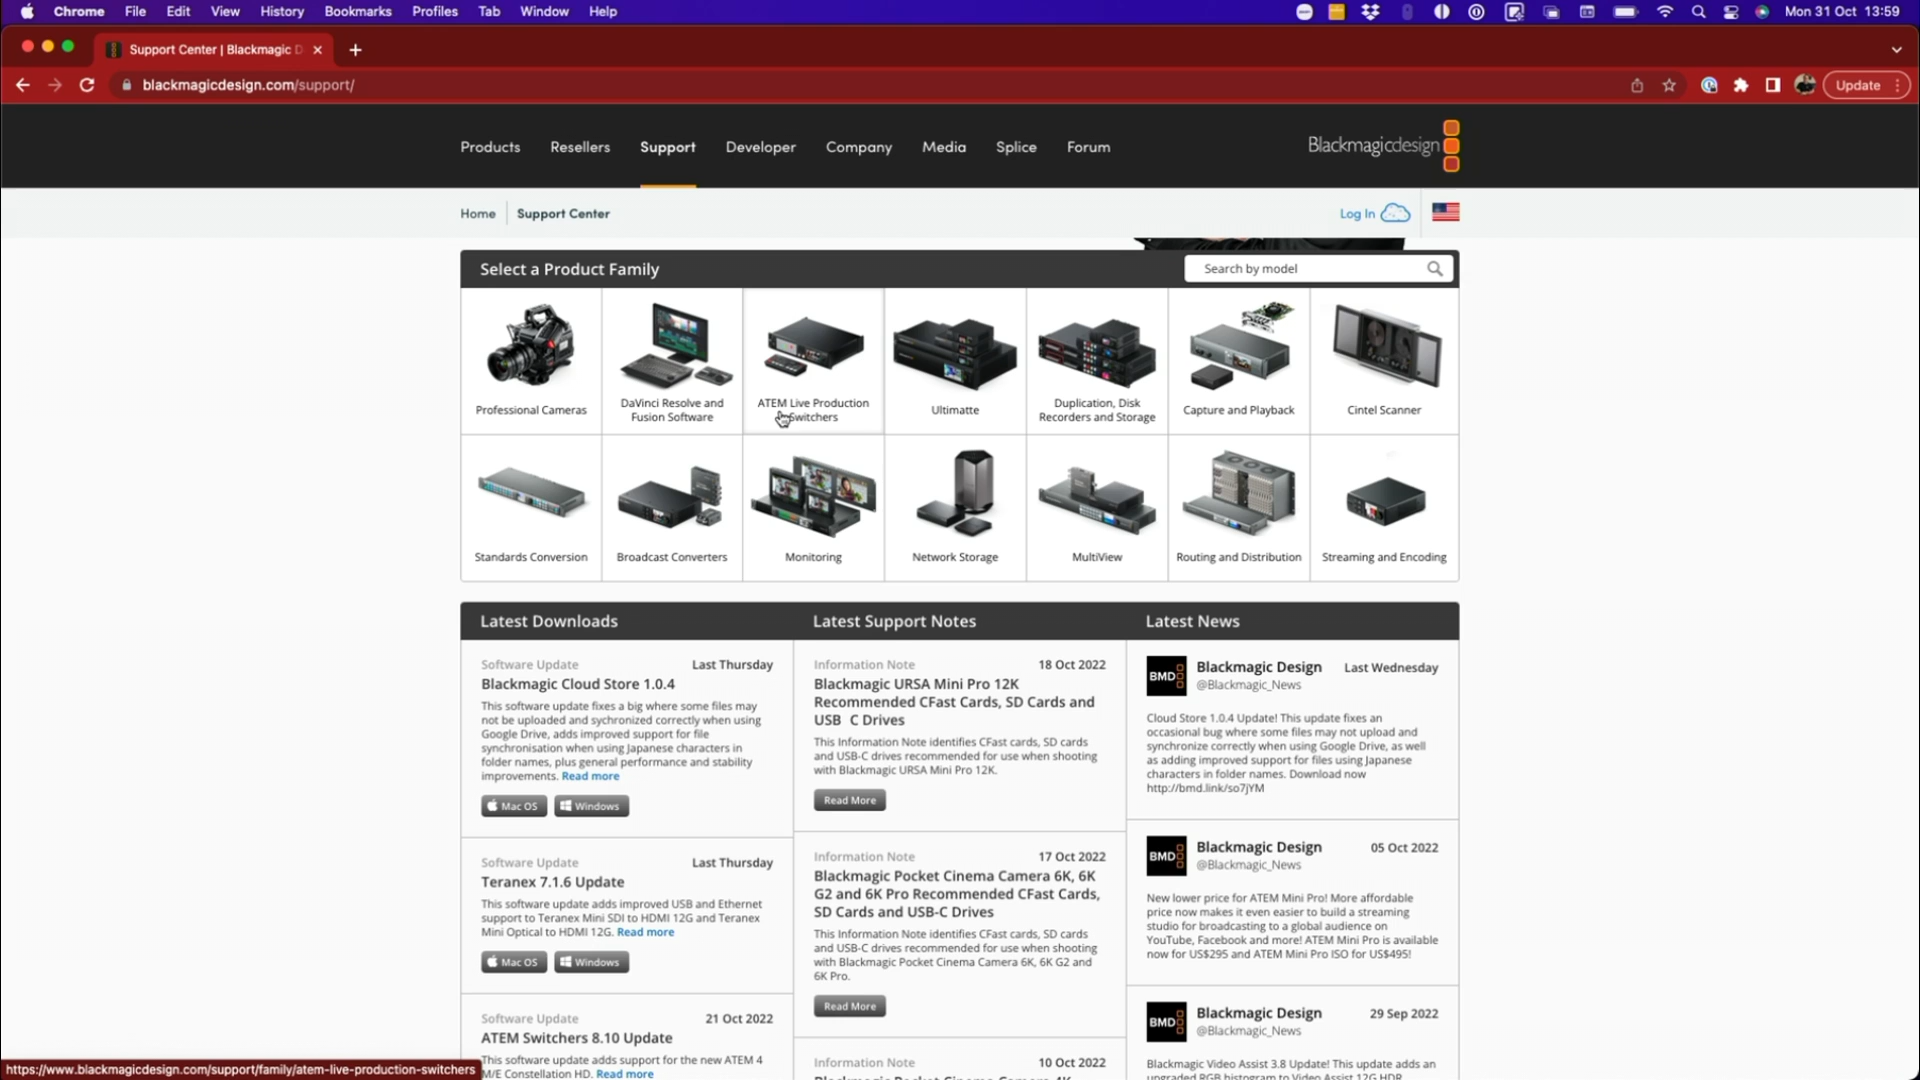 Chrome File Edit View History Bookmarks Profiles Tab Window Help Mon 31 Oct 13:59
Support Center | Blackmagic D
blackmagicdesign.com/support/ Update
Products Resellers Support Developer Company Media Splice Forum Blackmagicdesign
Home Support Center Log In
Select a Product Family Search by model
Professional Cameras
DaVinci Resolve and
Fusion Software
ATEM Live Production
Switchers
Ultimatte
Duplication, Disk
Recorders and Storage
Capture and Playback
Cintel Scanner
Standards Conversion
Broadcast Converters
Monitoring
Network Storage
MultiView
Routing and Distribution
Streaming and Encoding
Latest Downloads
Software Update Last Thursday
Blackmagic Cloud Store 1.0.4
This software update fixes a big where some files may
not be uploaded and sychronized correctly when using
Google Drive, adds improved support for file
synchronisation when using Japanese characters in
folder names, plus general performance and stability
improvements. Read more
Mac OS Windows
Software Update Last Thursday
Teranex 7.1.6 Update
This software update adds improved USB and Ethernet
support to Teranex Mini SDI to HDMI 12G and Teranex
Mini Optical to HDMI 12G. Read more
Mac OS Windows
Software Update 21 Oct 2022
ATEM Switchers 8.10 Update
This software update adds support for the new ATEM 4
M/E Constellation HD. Read more
Latest Support Notes
Information Note 18 Oct 2022
Blackmagic URSA Mini Pro 12K
Recommended CFast Cards, SD Cards and
USB C Drives
This Information Note identifies CFast cards, SD cards
and USB-C drives recommended for use when shooting
with Blackmagic URSA Mini Pro 12K.
Read More
Information Note 17 Oct 2022
Blackmagic Pocket Cinema Camera 6K, 6K
G2 and 6K Pro Recommended CFast Cards,
SD Cards and USB-C Drives
This Information Note identifies CFast cards, SD cards
and USB-C drives recommended for use when shooting
with Blackmagic Pocket Cinema Camera 6K, 6K G2 and
6K Pro.
Read More
Information Note 10 Oct 2022
Blackmagic Pocket Cinema Camera 4K
Latest News
BMD Blackmagic Design Last Wednesday
@Blackmagic_News
Cloud Store 1.0.4 Update! This update fixes an
occasional bug where some files may not upload and
synchronize correctly when using Google Drive, as well
as adding improved support for files using Japanese
characters in folder names. Download now
http://bmd.link/so7jYM
BMD Blackmagic Design 05 Oct 2022
@Blackmagic_News
New lower price for ATEM Mini Pro! More affordable
price now makes it even easier to build a streaming
studio for broadcasting to a global audience on
YouTube, Facebook and more! ATEM Mini Pro is available
now for US$295 and ATEM Mini Pro ISO for US$495!
BMD Blackmagic Design 29 Sep 2022
@Blackmagic_News
Blackmagic Video Assist 3.8 Update! This update adds an
upgraded RGB histogram to Video Assist 12G HDR
https://www.blackmagicdesign.com/support/family/atem-live-production-switchers